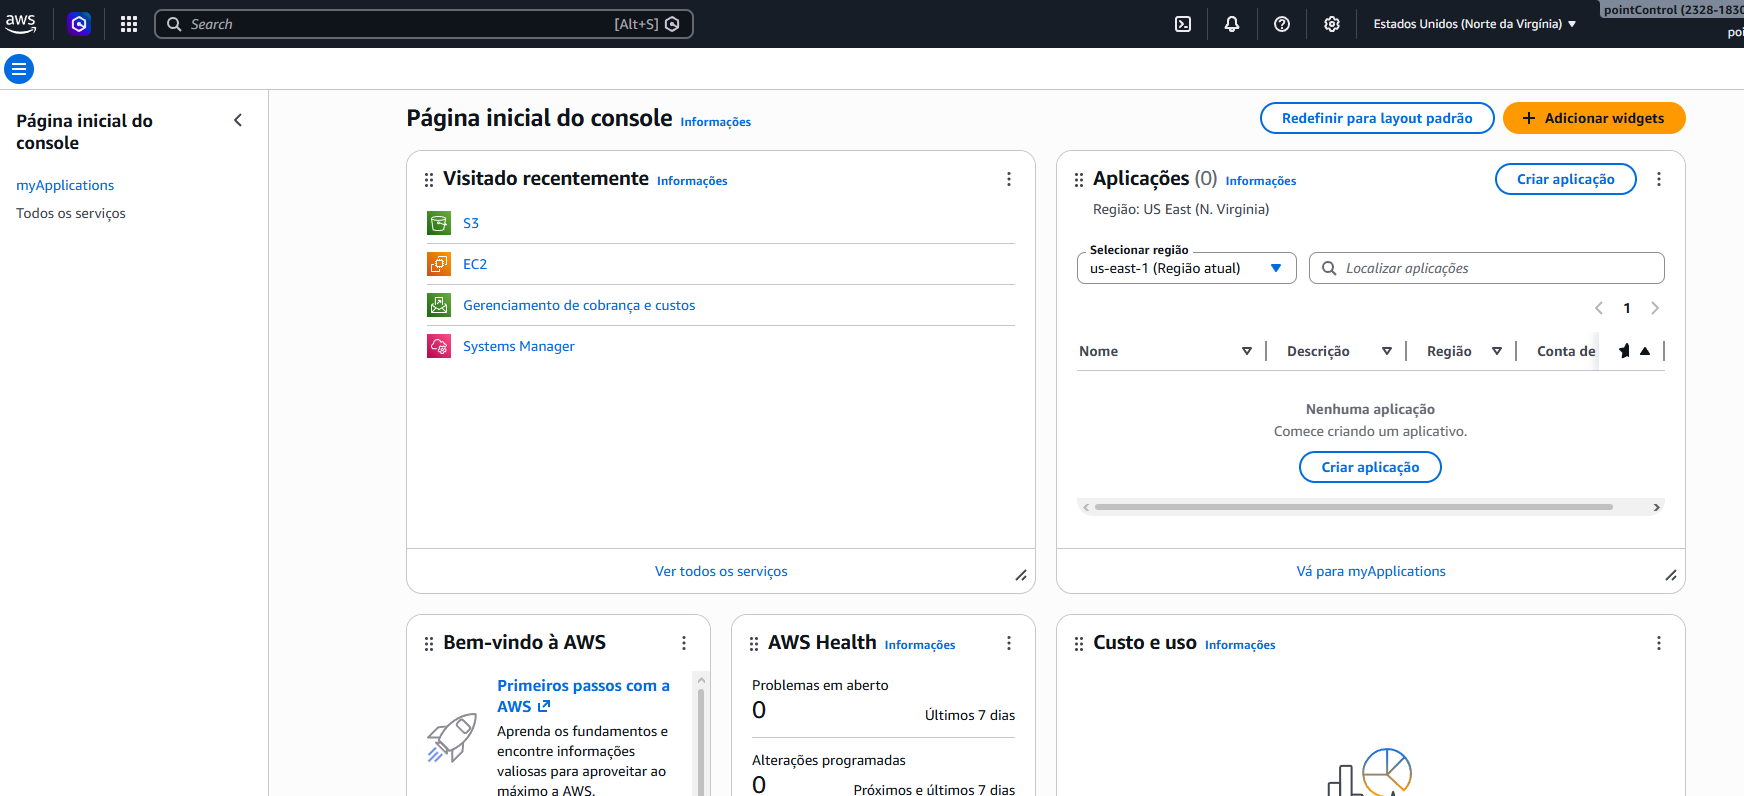 aws
Search
[Alt+S]
Estados Unidos (Norte da Virgínia)
pointControl (2328-1830
poi
Página inicial do
console
myApplications
Todos os serviços
Página inicial do console Informações
Redefinir para layout padrão
Adicionar widgets
Visitado recentemente Informações
S3
EC2
Gerenciamento de cobrança e custos
Systems Manager
Ver todos os serviços
Aplicações (0) Informações
Criar aplicação
Região: US East (N. Virginia)
Selecionar região
us-east-1 (Região atual)
Localizar aplicações
1
Nome
Descrição
Região
Conta de
Nenhuma aplicação
Comece criando um aplicativo.
Criar aplicação
Vá para myApplications
Bem-vindo à AWS
Primeiros passos com a
AWS
Aprenda os fundamentos e
encontre informações
valiosas para aproveitar ao
máximo a AWS.
AWS Health Informações
Problemas em aberto
0
Últimos 7 dias
Alterações programadas
0
Próximos e últimos 7 dias
Custo e uso Informações